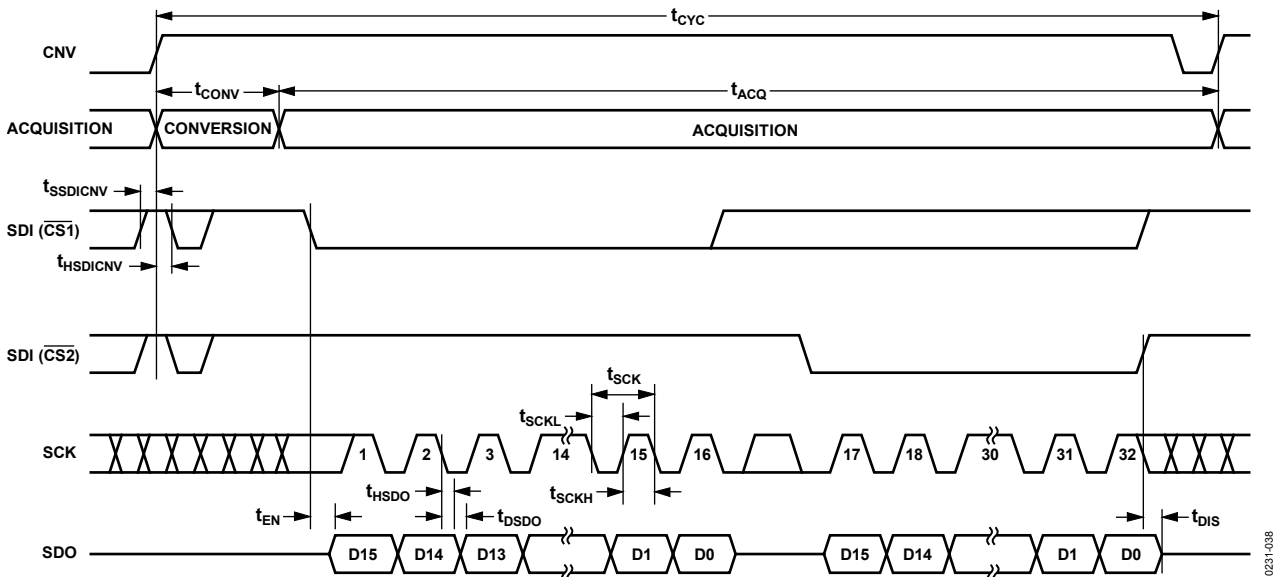 tCYC
CNV
tCONV
tACQ
ACQUISITION
CONVERSION
ACQUISITION
tSSDICNV
SDI (CS1)
tHSDICNV
SDI (CS2)
tSCK
tSCKL
SCK
1 2 3 14 15 16 17 18 30 31 32
tHSDO
tSCKH
tEN
tDSDO
tDIS
SDO
D15 D14 D13 D1 D0 D15 D14 D1 D0
0231-038